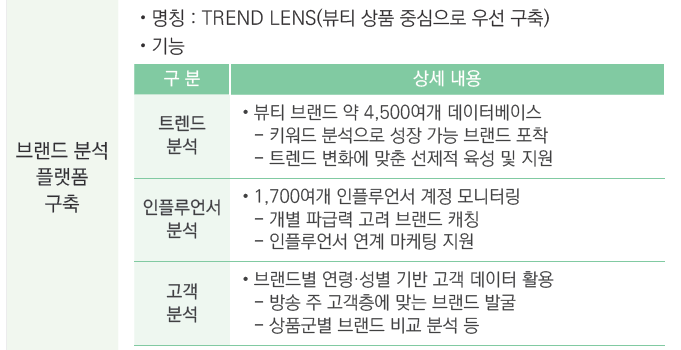 브랜드 분석
플랫폼
구축
• 명칭 : TREND LENS(뷰티 상품 중심으로 우선 구축)
• 기능
구 분
상세 내용
트렌드
분석
• 뷰티 브랜드 약 4,500여개 데이터베이스
– 키워드 분석으로 성장 가능 브랜드 포착
– 트렌드 변화에 맞춘 선제적 육성 및 지원
인플루언서
분석
• 1,700여개 인플루언서 계정 모니터링
– 개별 파급력 고려 브랜드 캐칭
– 인플루언서 연계 마케팅 지원
고객
분석
• 브랜드별 연령·성별 기반 고객 데이터 활용
– 방송 주 고객층에 맞는 브랜드 발굴
– 상품군별 브랜드 비교 분석 등